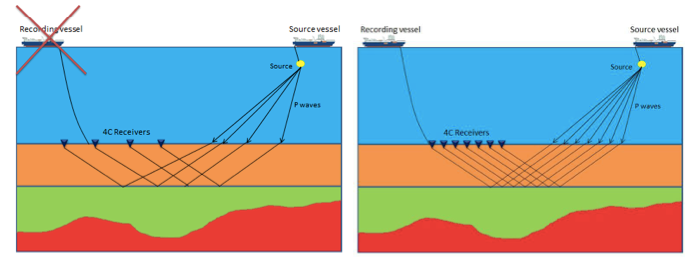 Recording vessel
Source vessel
Source
P waves
4C Receivers
Recording vessel
Source vessel
Source
P waves
4C Receivers